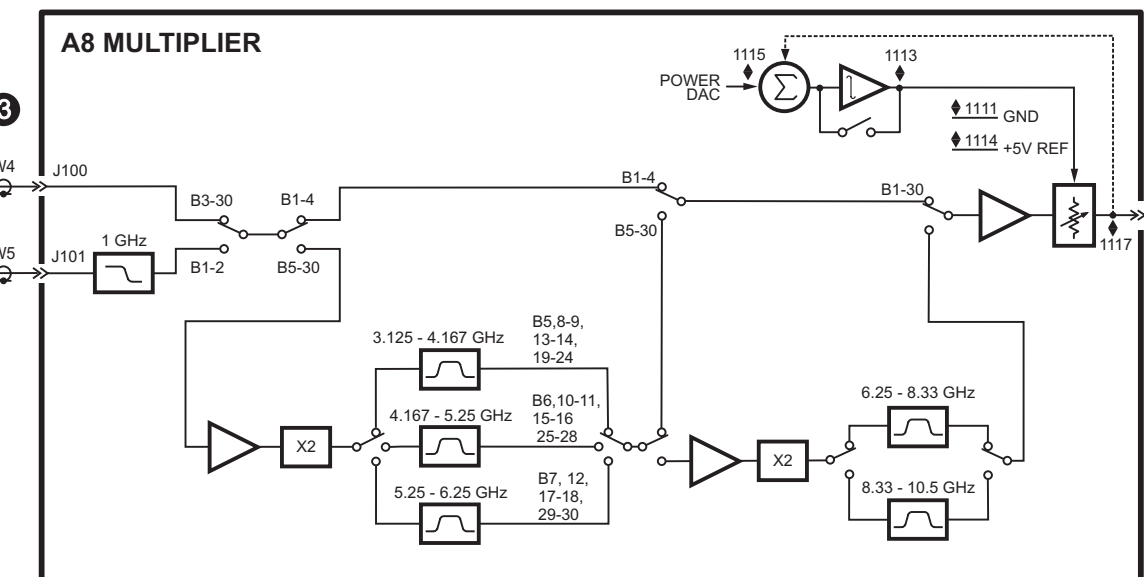 A8 MULTIPLIER
1115
1113
POWER
DAC
Σ
1111 GND
1114 +5V REF
3
W4
J100
B3-30
B1-4
B1-4
B1-30
B5-30
1117
W5
J101
1 GHz
B1-2
B5-30
3.125 - 4.167 GHz
B5,8-9,
13-14,
19-24
4.167 - 5.25 GHz
B6,10-11,
15-16
25-28
X2
5.25 - 6.25 GHz
B7, 12,
17-18,
29-30
X2
6.25 - 8.33 GHz
8.33 - 10.5 GHz